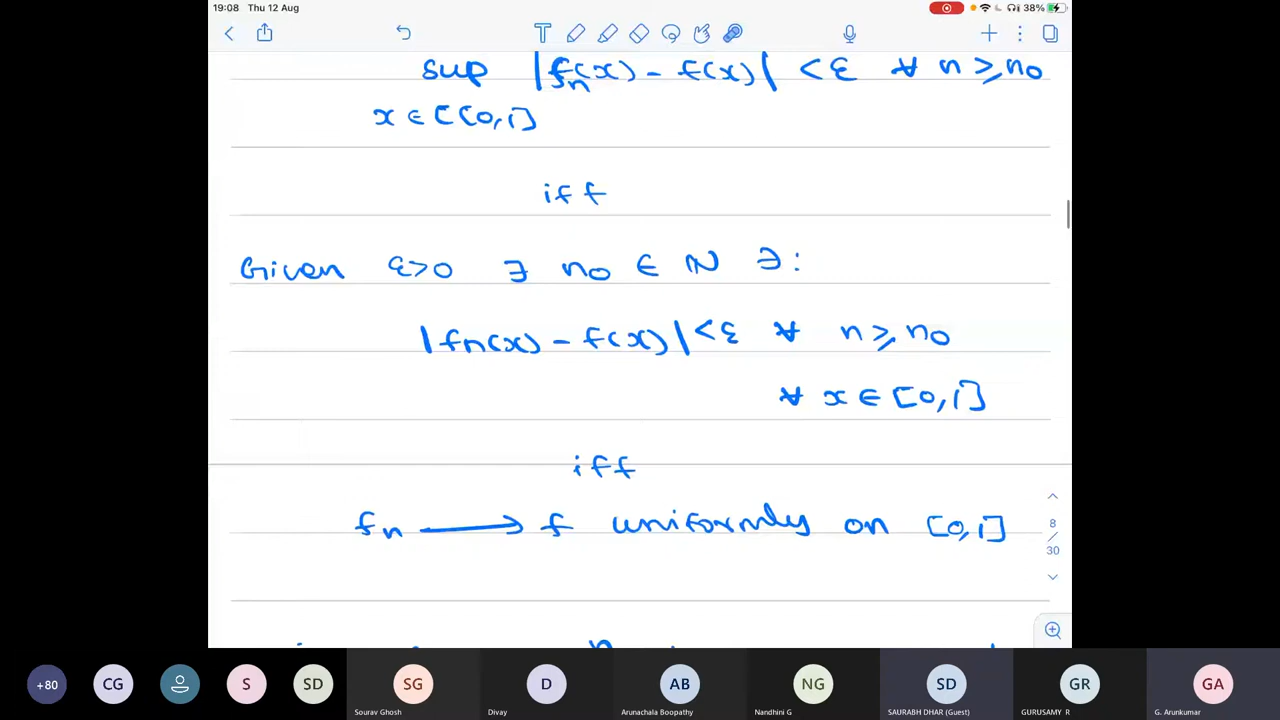 19:08 Thu 12 Aug
38%
sup |fn(x) - f(x)| < ε ∀ n ≥ n0
x ∈ [[0,1]
iff
Given ε>0 ∃ n0 ∈ N ∋:
|fn(x) - f(x)| < ε ∀ n ≥ n0
∀ x ∈ [0,1]
iff
fn ⟶ f uniformly on [0,1]
8
/
30
+80 CG S SD SG D AB NG SD GR GA
Sourav Ghosh Divay Arunachala Boopathy Nandhini G SAURABH DHAR (Guest) GURUSAMY R G. Arunkumar